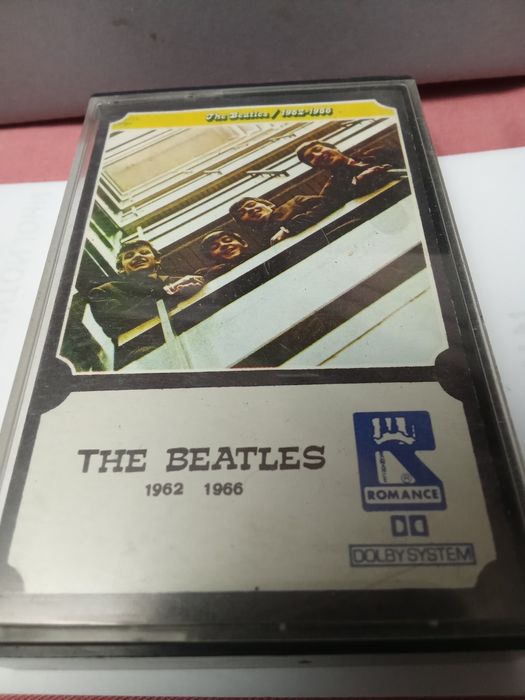 The Beatles / 1962-1966
THE BEATLES
1962 1966
R
ROMANCE
DOLBY SYSTEM